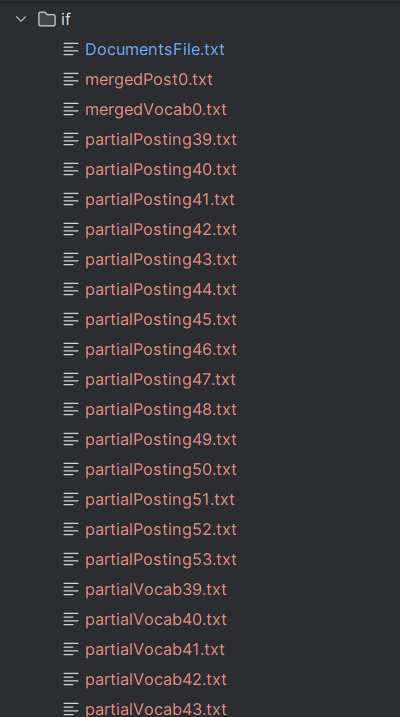 if
DocumentsFile.txt
mergedPost0.txt
mergedVocab0.txt
partialPosting39.txt
partialPosting40.txt
partialPosting41.txt
partialPosting42.txt
partialPosting43.txt
partialPosting44.txt
partialPosting45.txt
partialPosting46.txt
partialPosting47.txt
partialPosting48.txt
partialPosting49.txt
partialPosting50.txt
partialPosting51.txt
partialPosting52.txt
partialPosting53.txt
partialVocab39.txt
partialVocab40.txt
partialVocab41.txt
partialVocab42.txt
partialVocab43.txt